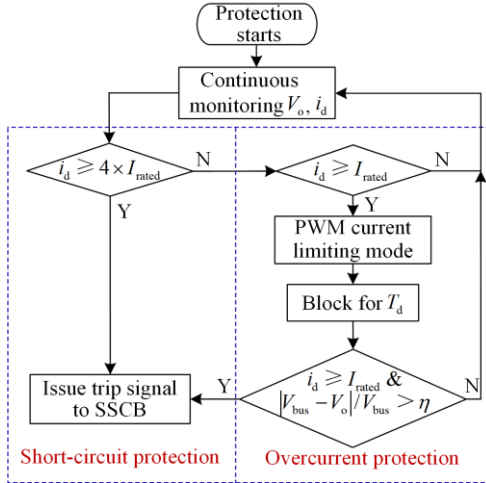 Protection
starts
Continuous
monitoring V_o, i_d
i_d ≥ 4 × I_rated
N
i_d ≥ I_rated
N
Y
Y
PWM current
limiting mode
Block for T_d
i_d ≥ I_rated &
|V_bus − V_o|/V_bus > η
Y
N
Issue trip signal
to SSCB
Short-circuit protection
Overcurrent protection